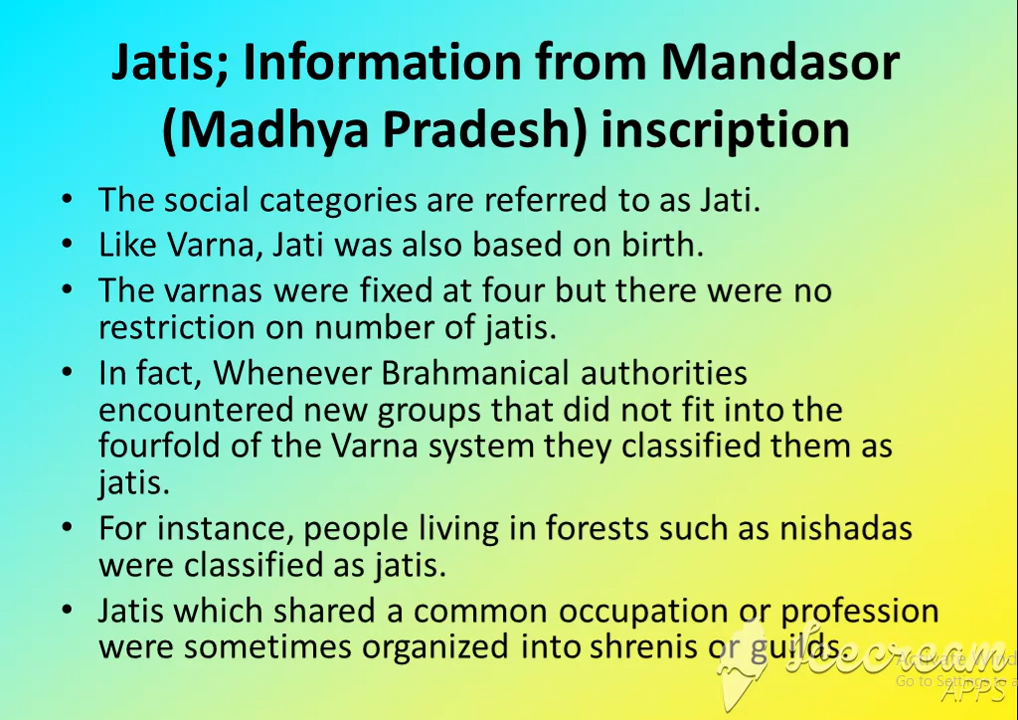 Jatis; Information from Mandasor
(Madhya Pradesh) inscription
• The social categories are referred to as Jati.
• Like Varna, Jati was also based on birth.
• The varnas were fixed at four but there were no
restriction on number of jatis.
• In fact, Whenever Brahmanical authorities
encountered new groups that did not fit into the
fourfold of the Varna system they classified them as
jatis.
• For instance, people living in forests such as nishadas
were classified as jatis.
• Jatis which shared a common occupation or profession
were sometimes organized into shrenis or guilds.
Icecream
APPS
Go to Settings to a